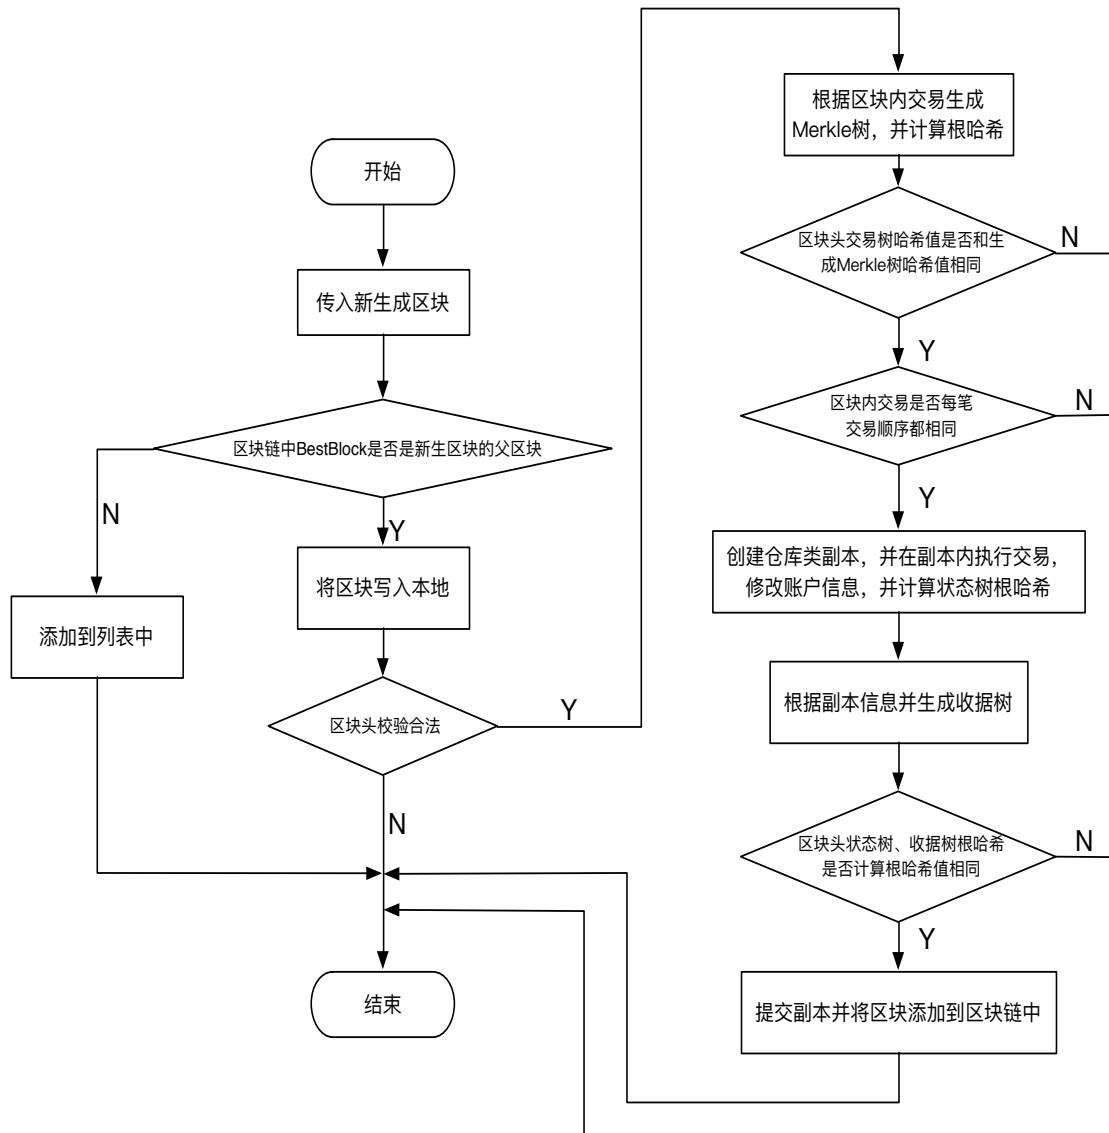 开始
传入新生成区块
区块链中BestBlock是否是新生区块的父区块
N
Y
将区块写入本地
添加到列表中
区块头校验合法
Y
N
结束
根据区块内交易生成
Merkle树，并计算根哈希
区块头交易树哈希值是否和生
成Merkle树哈希值相同
N
Y
区块内交易是否每笔
交易顺序都相同
N
Y
创建仓库类副本，并在副本内执行交易，
修改账户信息，并计算状态树根哈希
根据副本信息并生成收据树
区块头状态树、收据树根哈希
是否计算根哈希值相同
N
Y
提交副本并将区块添加到区块链中